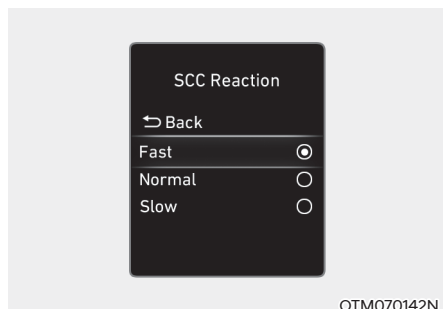 SCC Reaction
Back
Fast
Normal
Slow
OTM070142N